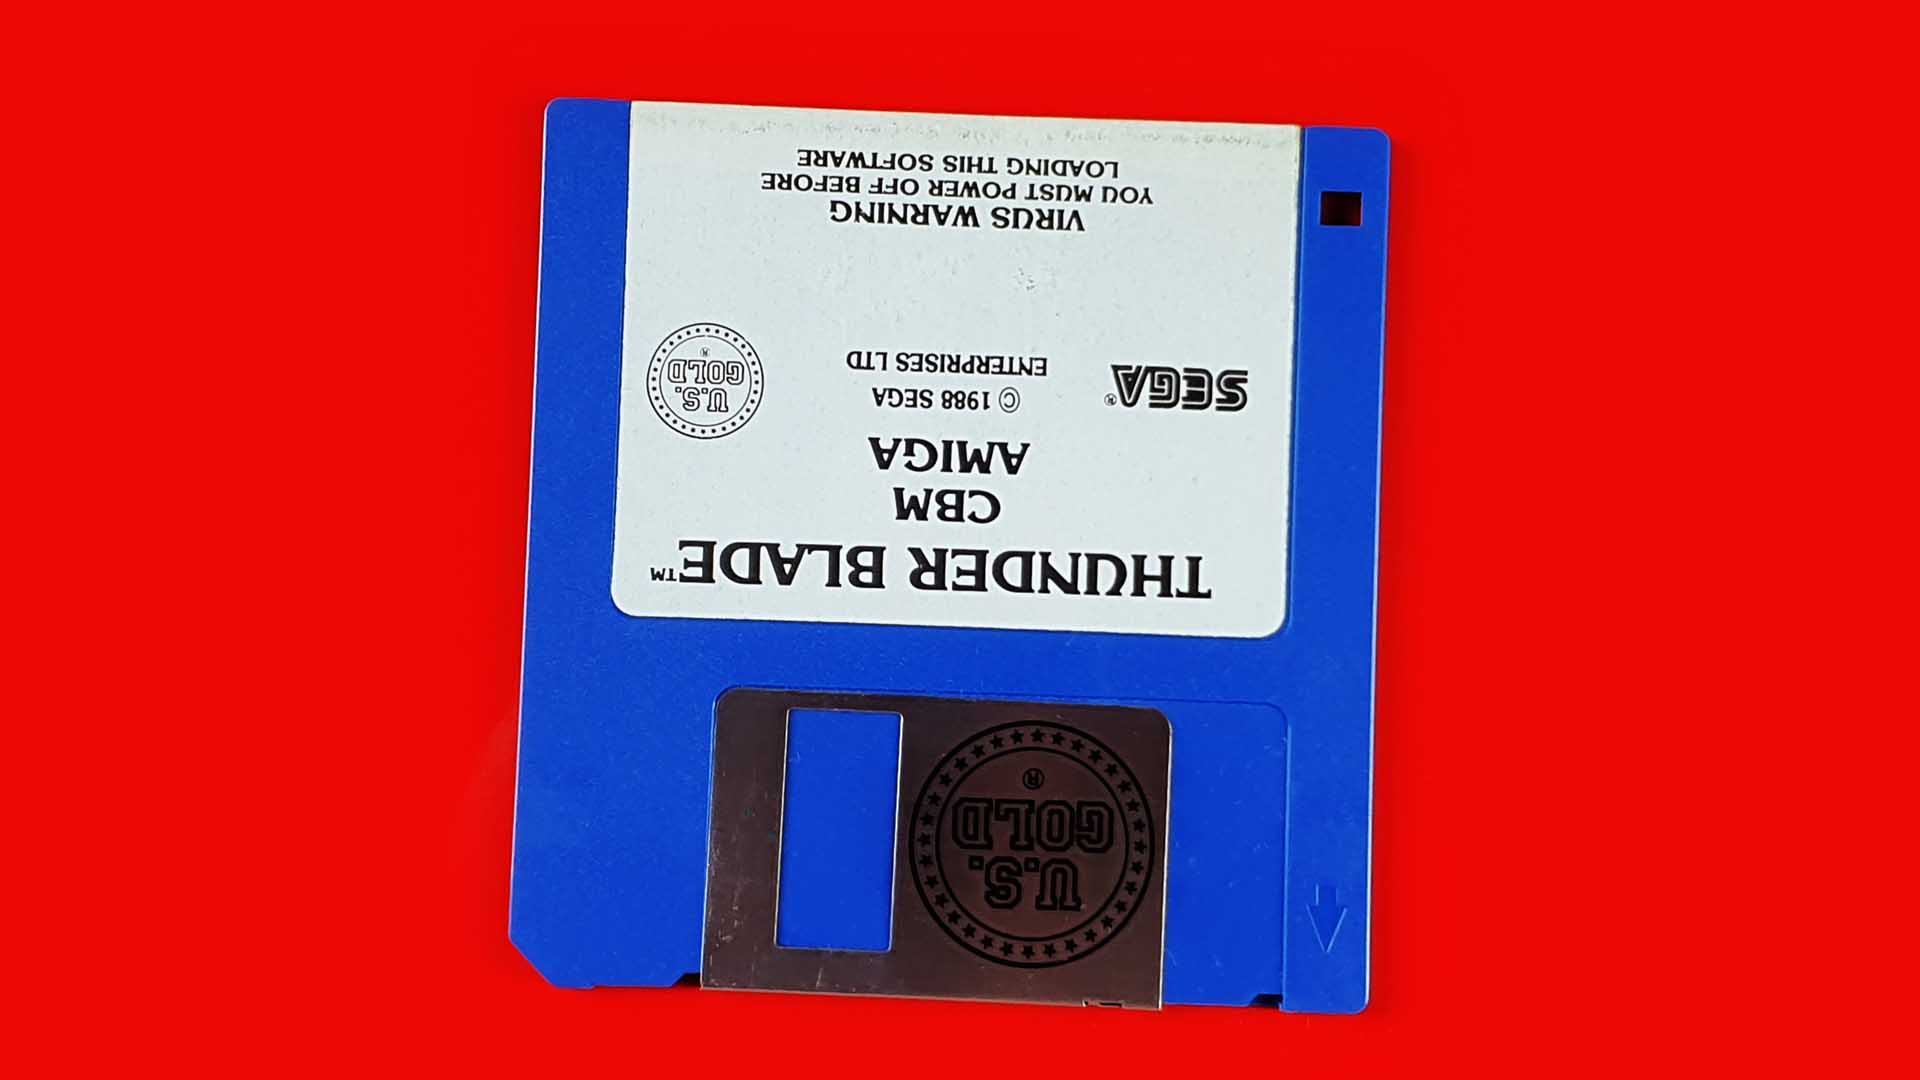 THUNDER BLADE™
CBM
AMIGA
© 1988 SEGA
ENTERPRISES LTD
SEGA®
U.S.
GOLD
®
VIRUS WARNING
YOU MUST POWER OFF BEFORE
LOADING THIS SOFTWARE
U.S.
GOLD
®